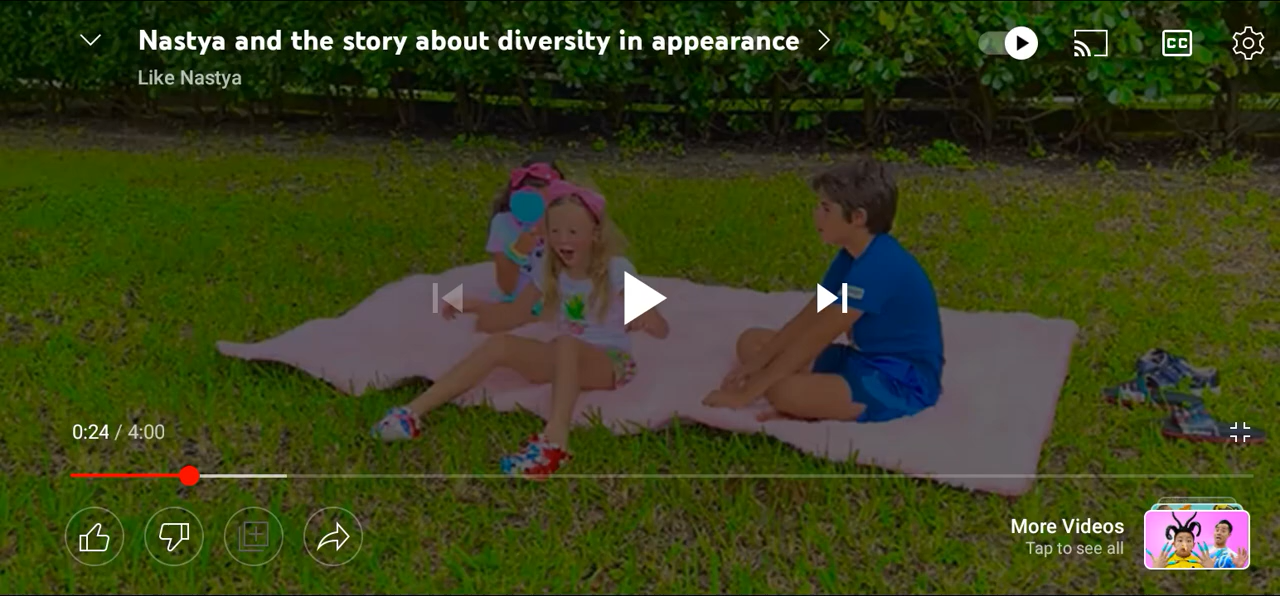 Nastya and the story about diversity in appearance
Like Nastya
CC
0:24 / 4:00
More Videos
Tap to see all